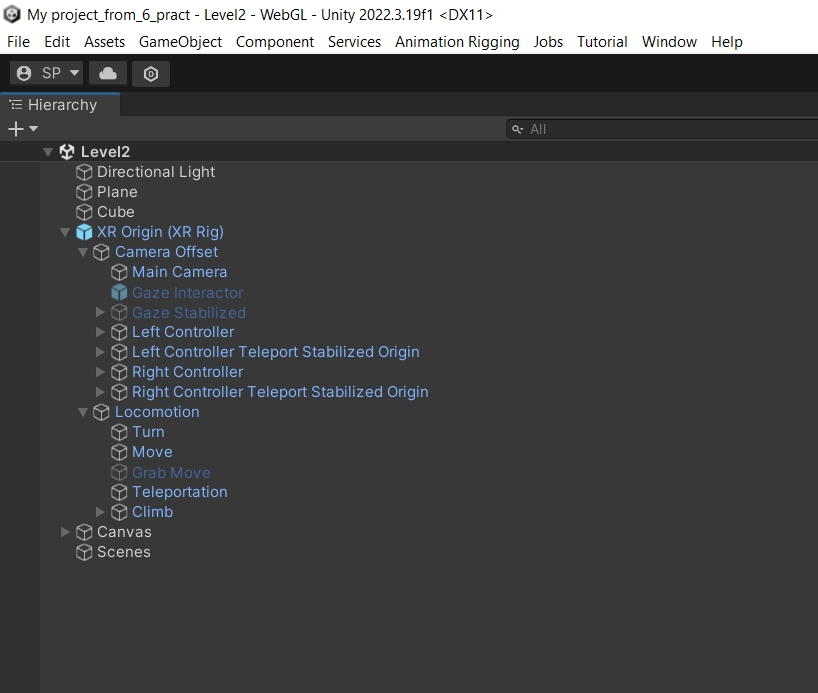 My project_from_6_pract - Level2 - WebGL - Unity 2022.3.19f1 <DX11>
File Edit Assets GameObject Component Services Animation Rigging Jobs Tutorial Window Help
SP
Hierarchy
All
Level2
Directional Light
Plane
Cube
XR Origin (XR Rig)
Camera Offset
Main Camera
Gaze Interactor
Gaze Stabilized
Left Controller
Left Controller Teleport Stabilized Origin
Right Controller
Right Controller Teleport Stabilized Origin
Locomotion
Turn
Move
Grab Move
Teleportation
Climb
Canvas
Scenes